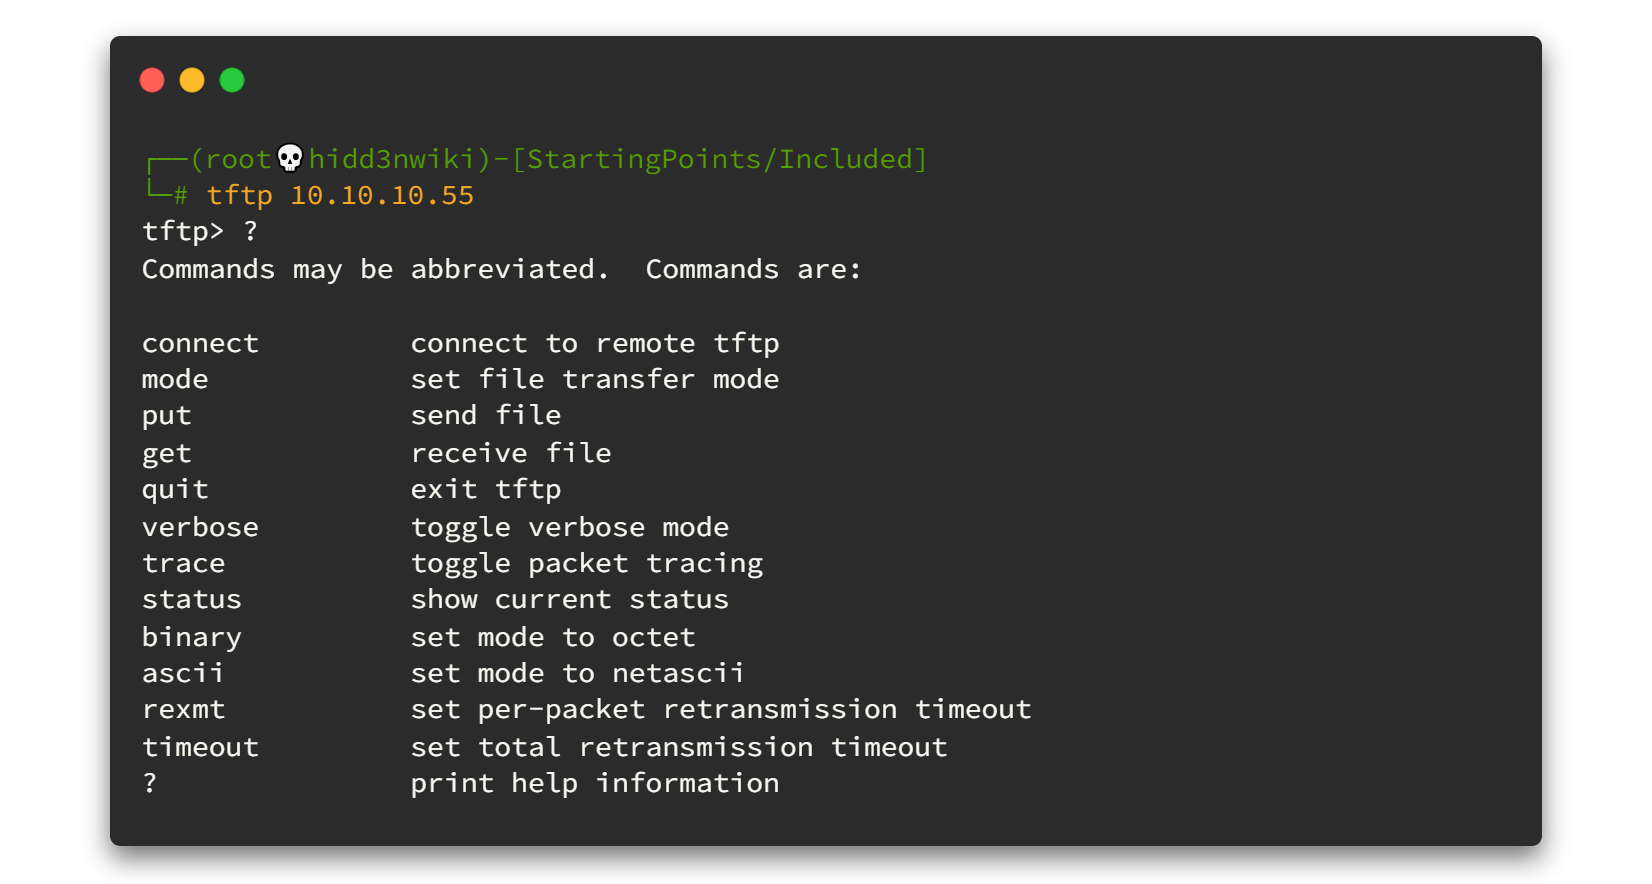 ┌──(root💀hidd3nwiki)-[StartingPoints/Included]
└─# tftp 10.10.10.55
tftp> ?
Commands may be abbreviated.  Commands are:

connect         connect to remote tftp
mode            set file transfer mode
put             send file
get             receive file
quit            exit tftp
verbose         toggle verbose mode
trace           toggle packet tracing
status          show current status
binary          set mode to octet
ascii           set mode to netascii
rexmt           set per-packet retransmission timeout
timeout         set total retransmission timeout
?               print help information